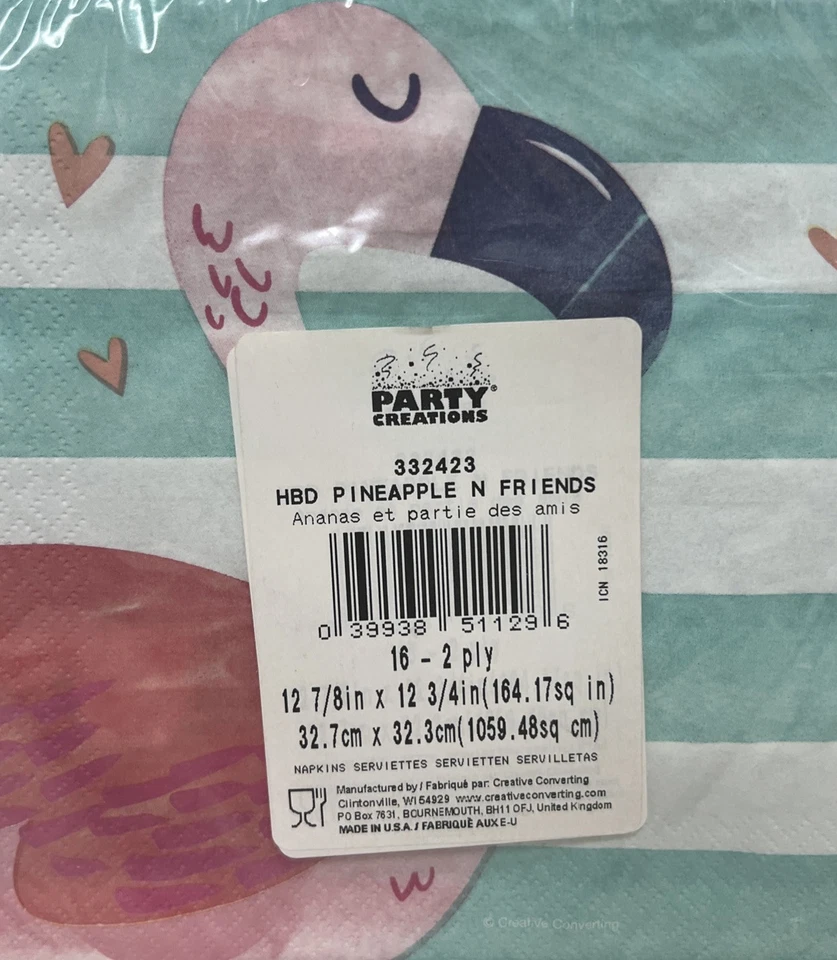 PARTY®
CREATIONS
332423
HBD PINEAPPLE N FRIENDS
Ananas et partie des amis
ICN 18316
0 39938 51129 6
16 - 2 ply
12 7/8in x 12 3/4in(164.17sq in)
32.7cm x 32.3cm(1059.48sq cm)
NAPKINS SERVIETTES SERVIETTEN SERVILLETAS
Manufactured by / Fabriqué par: Creative Converting
Clintonville, WI 54929 www.creativeconverting.com
PO Box 7631, BOURNEMOUTH, BH11 OFJ, United Kingdom
MADE IN U.S.A. / FABRIQUÉ AUX E-U
© Creative Converting